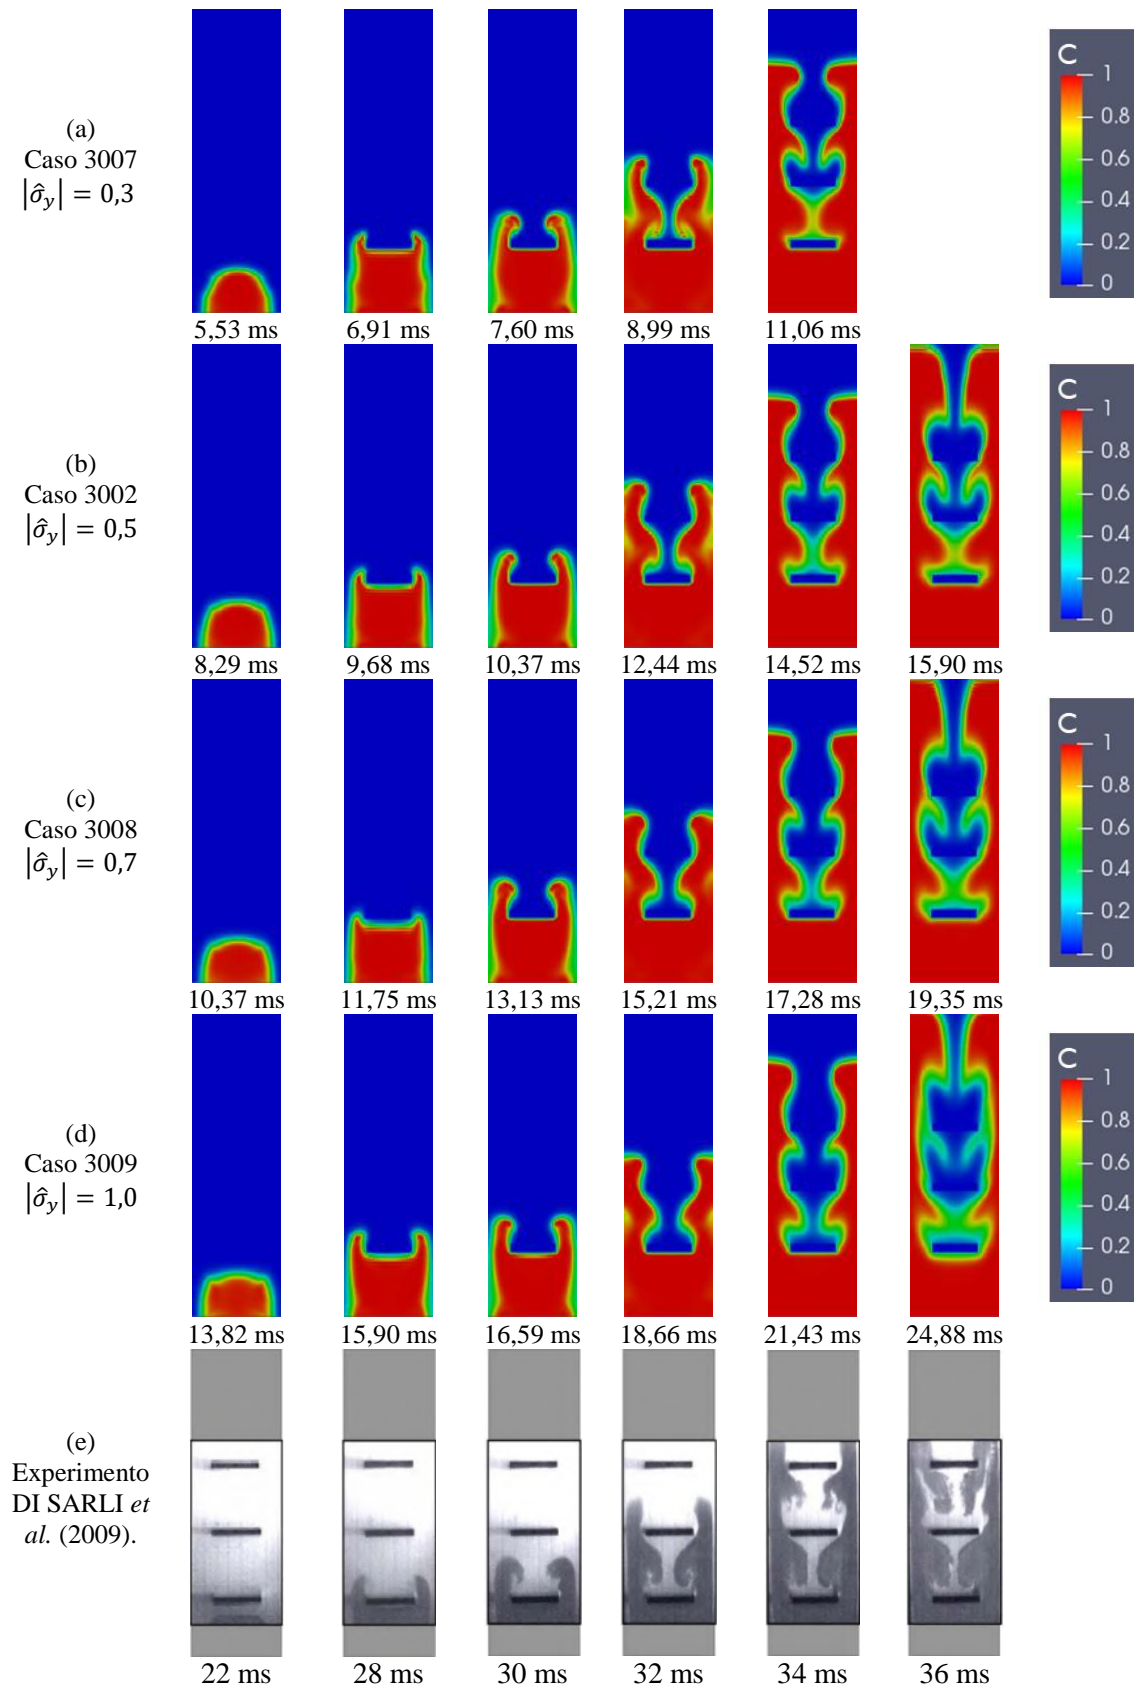 C
1
0.8
0.6
0.4
0.2
0
(a)
Caso 3007
|σ̂_y| = 0,3
5,53 ms 6,91 ms 7,60 ms 8,99 ms 11,06 ms
C
1
0.8
0.6
0.4
0.2
0
(b)
Caso 3002
|σ̂_y| = 0,5
8,29 ms 9,68 ms 10,37 ms 12,44 ms 14,52 ms 15,90 ms
C
1
0.8
0.6
0.4
0.2
0
(c)
Caso 3008
|σ̂_y| = 0,7
10,37 ms 11,75 ms 13,13 ms 15,21 ms 17,28 ms 19,35 ms
C
1
0.8
0.6
0.4
0.2
0
(d)
Caso 3009
|σ̂_y| = 1,0
13,82 ms 15,90 ms 16,59 ms 18,66 ms 21,43 ms 24,88 ms
(e)
Experimento
DI SARLI et
al. (2009).
22 ms 28 ms 30 ms 32 ms 34 ms 36 ms